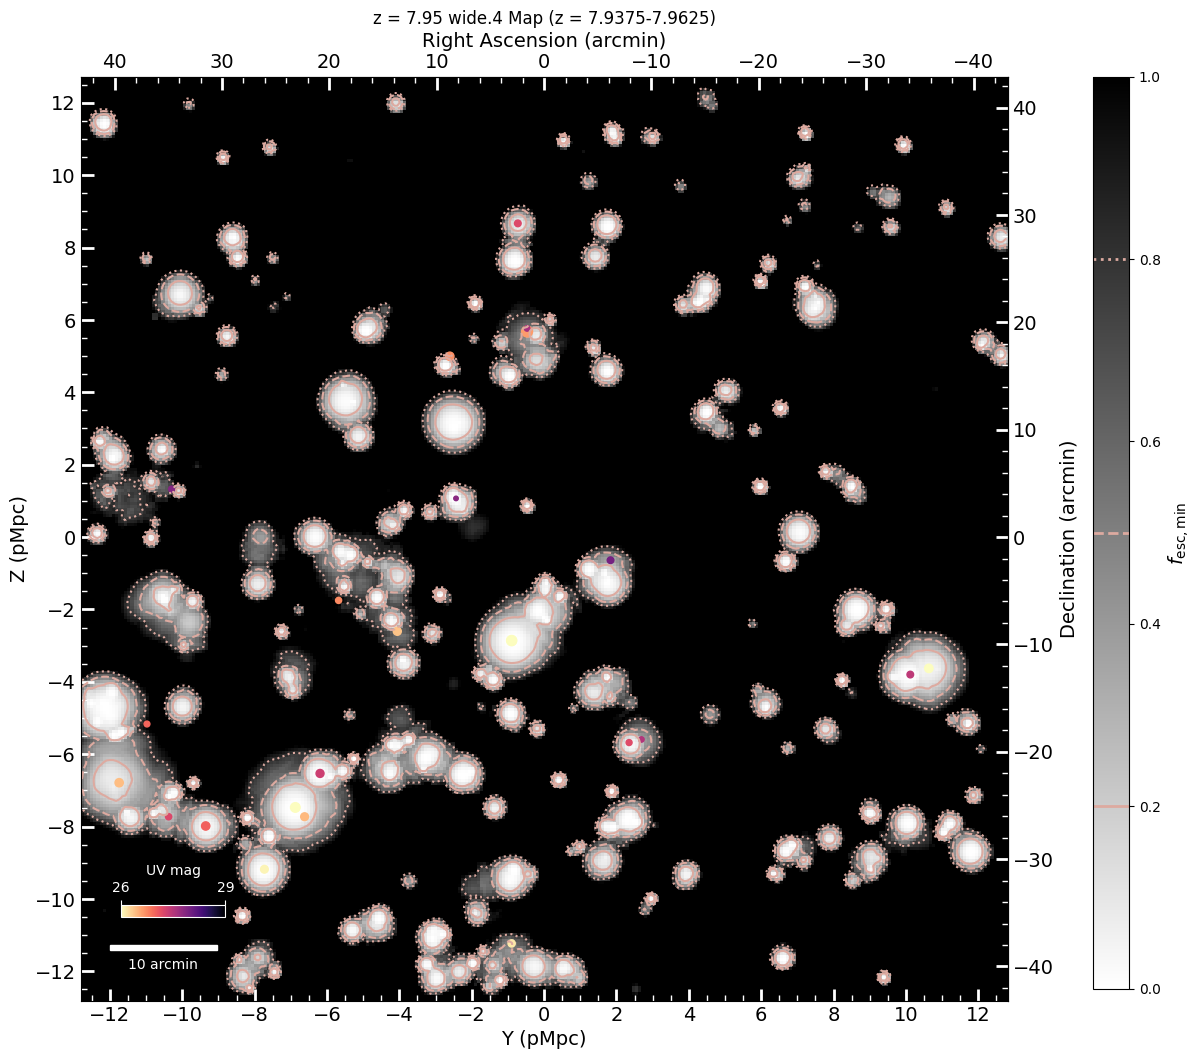 z = 7.95 wide.4 Map (z = 7.9375-7.9625)
Right Ascension (arcmin)
40 30 20 10 0 −10 −20 −30 −40
12
10
8
6
4
2
0
−2
−4
−6
−8
−10
−12
Z (pMpc)
UV mag
26 29
10 arcmin
−12 −10 −8 −6 −4 −2 0 2 4 6 8 10 12
Y (pMpc)
40
30
20
10
0
−10
−20
−30
−40
Declination (arcmin)
1.0
0.8
0.6
0.4
0.2
0.0
f_esc,min